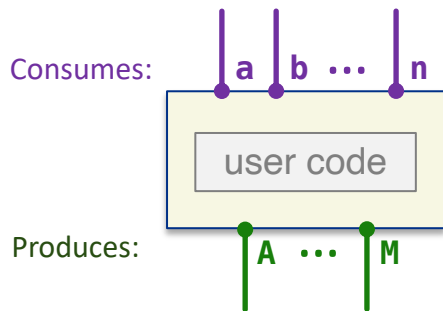 Consumes: a b ... n
user code
Produces: A ... M